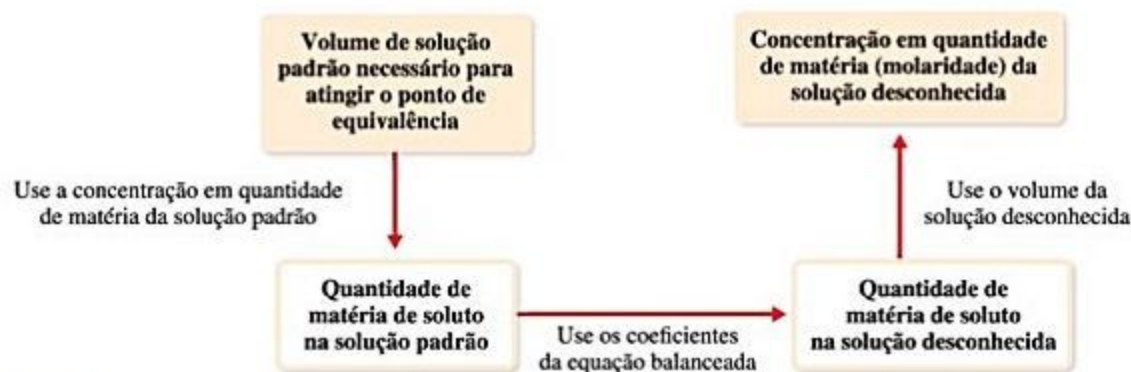 Volume de solução
padrão necessário para
atingir o ponto de
equivalência
Concentração em quantidade
de matéria (molaridade) da
solução desconhecida
Use a concentração em quantidade
de matéria da solução padrão
Use o volume da
solução desconhecida
Quantidade de
matéria de soluto
na solução padrão
Use os coeficientes
da equação balanceada
Quantidade de
matéria de soluto
na solução desconhecida